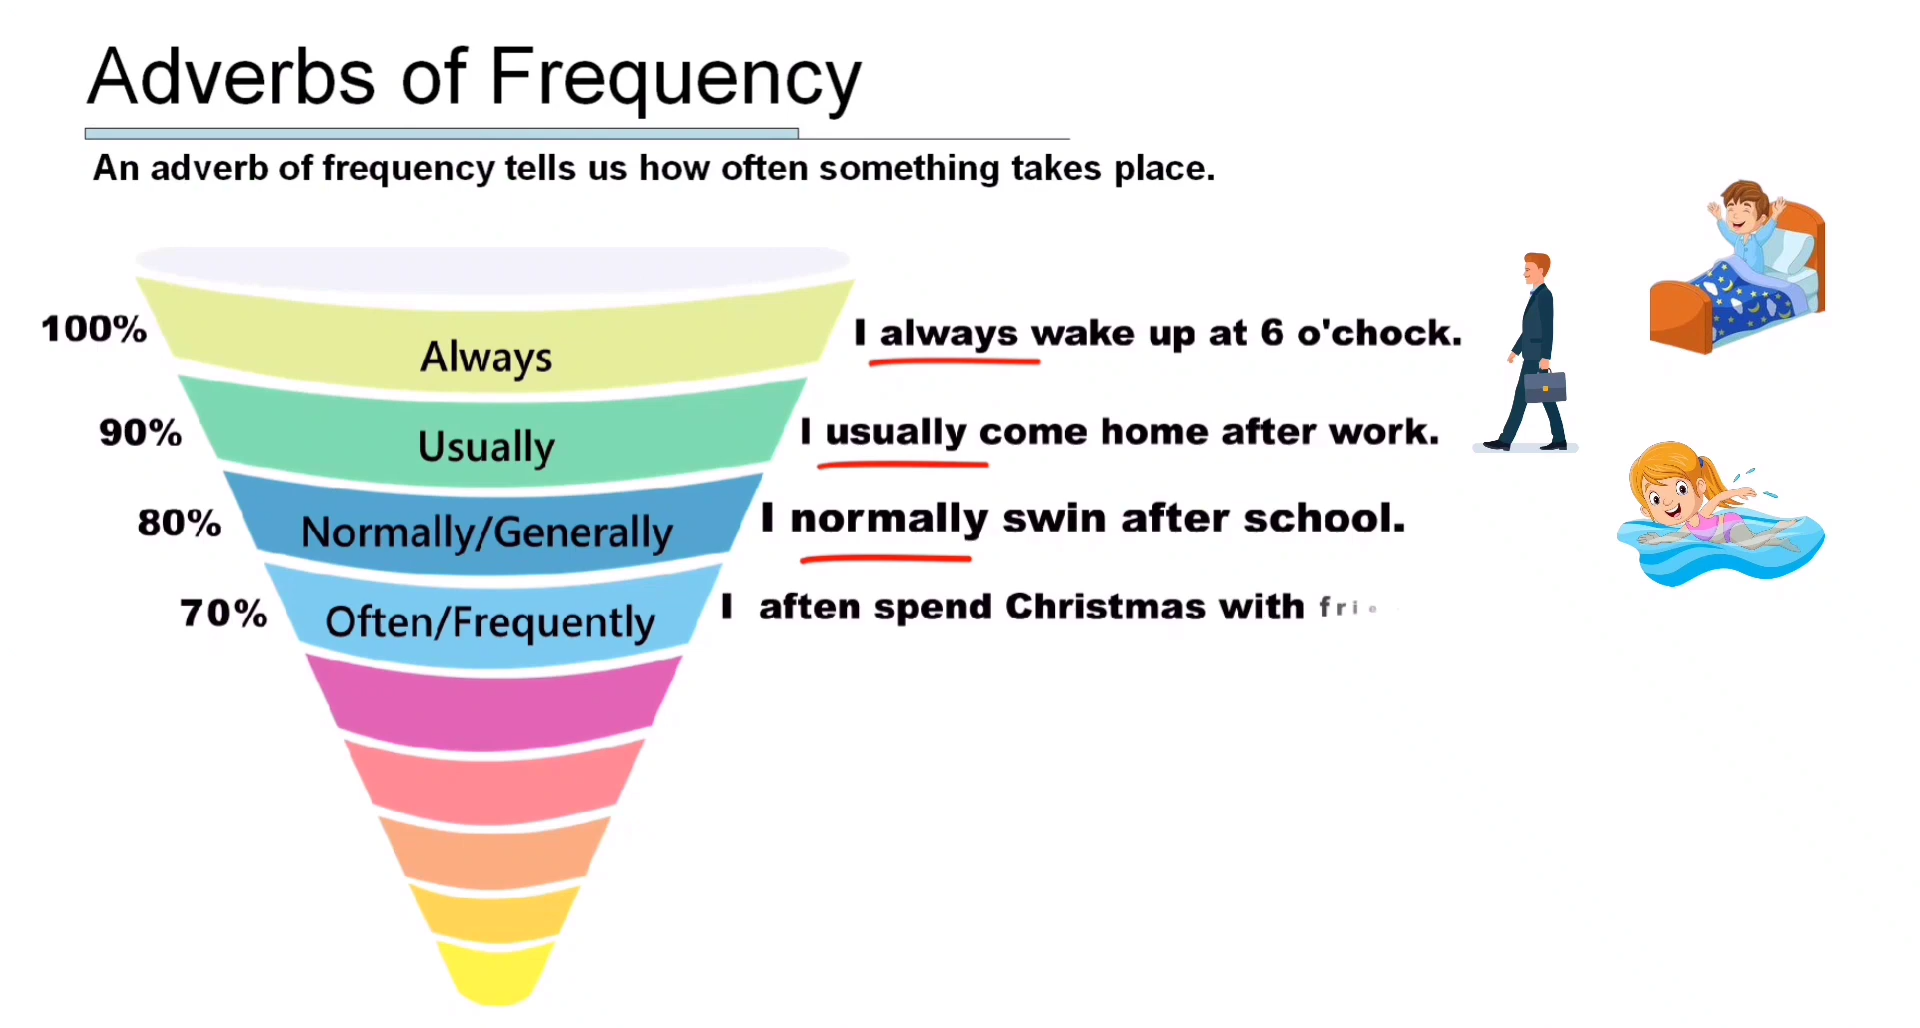 Adverbs of Frequency
An adverb of frequency tells us how often something takes place.
100% Always I always wake up at 6 o'chock.
90% Usually I usually come home after work.
80% Normally/Generally I normally swin after school.
70% Often/Frequently I aften spend Christmas with frie